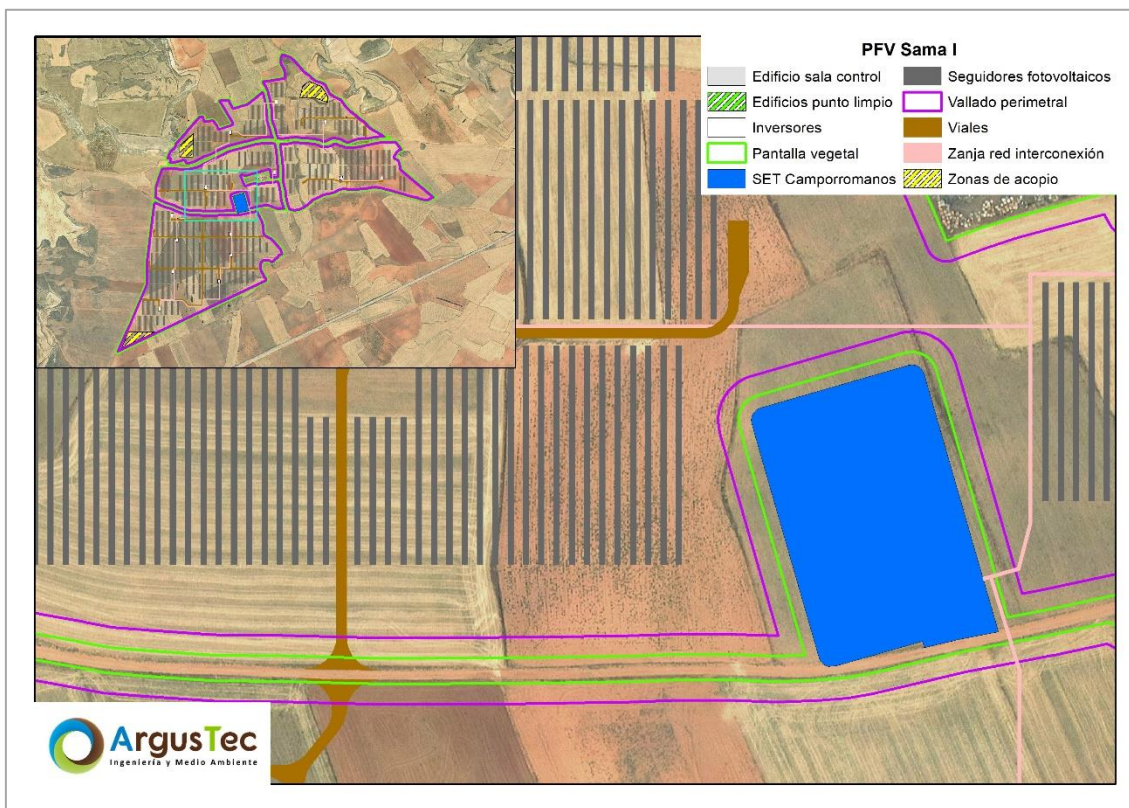 PFV Sama I
Edificio sala control
Edificios punto limpio
Inversores
Pantalla vegetal
SET Camporromanos
Seguidores fotovoltaicos
Vallado perimetral
Viales
Zanja red interconexión
Zonas de acopio
ArgusTec
Ingeniería y Medio Ambiente